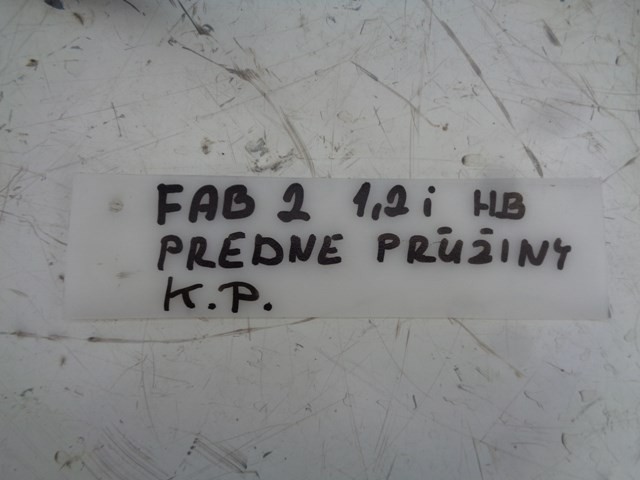 FAB 2 1,2i HB
PREDNE PRŮŽINY
K.P.